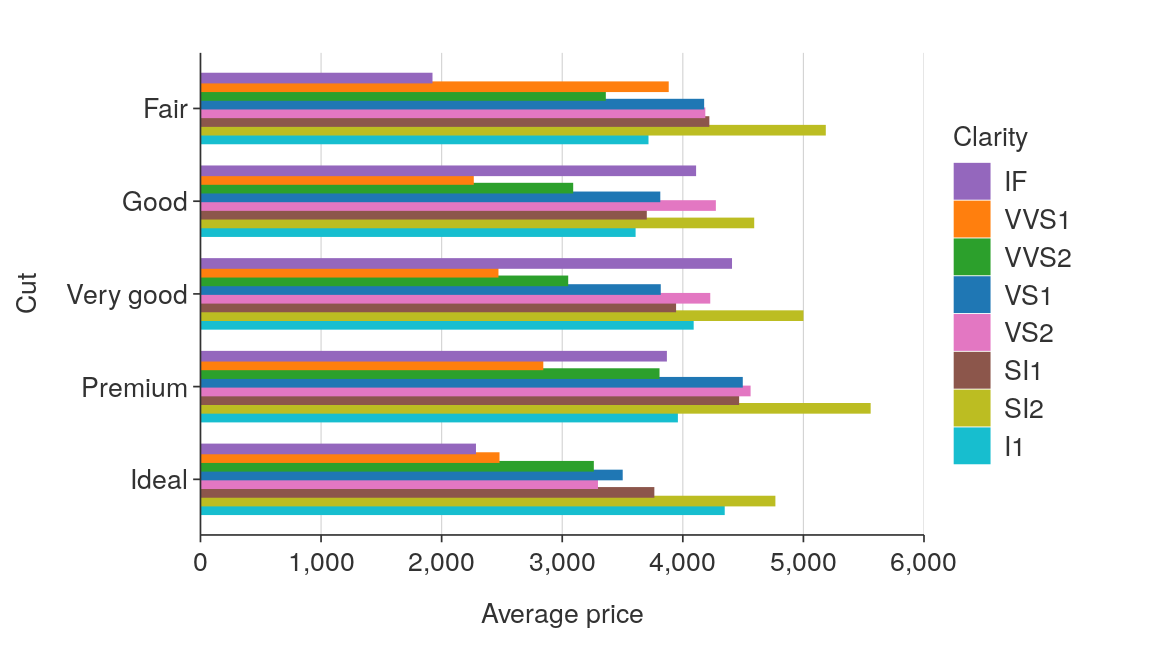 Fair
Good
Very good
Premium
Ideal
Cut
0 1,000 2,000 3,000 4,000 5,000 6,000
Average price
Clarity
IF
VVS1
VVS2
VS1
VS2
SI1
SI2
I1